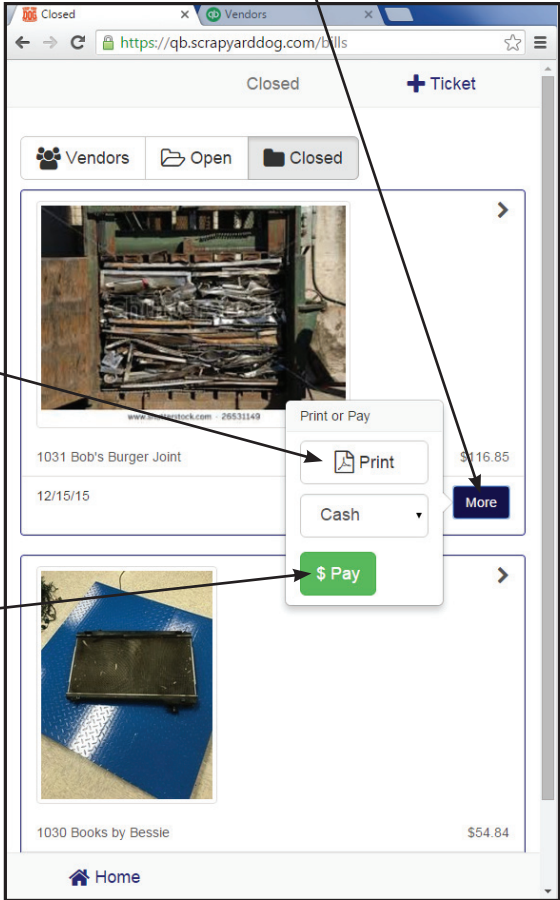 Closed
Vendors
https://qb.scrapyarddog.com/bills
Closed
Ticket
Vendors
Open
Closed
www.shutterstock.com · 26531149
Print or Pay
Print
1031 Bob's Burger Joint
$116.85
12/15/15
More
Cash
$ Pay
1030 Books by Bessie
$54.84
Home